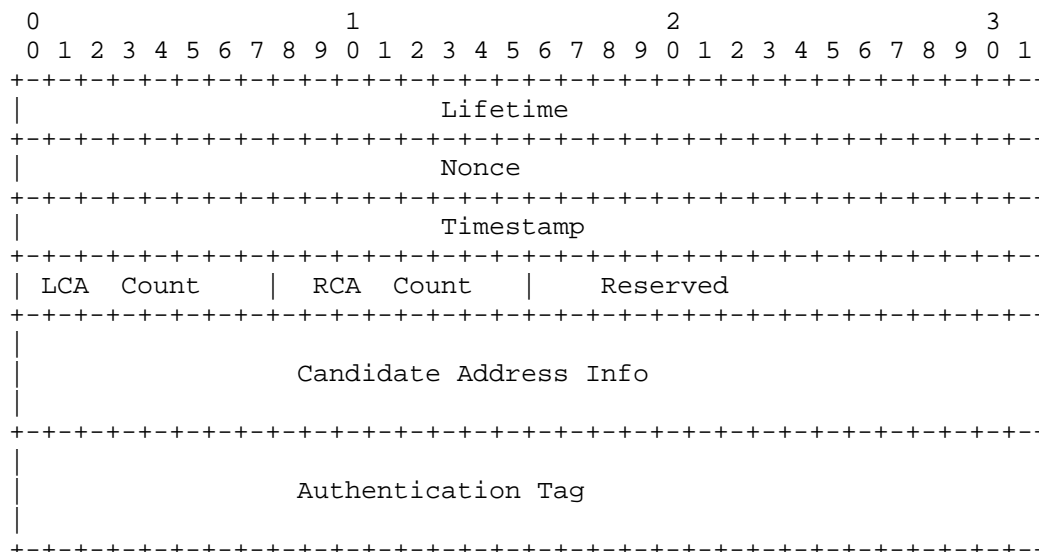 0                   1                   2                   3
 0 1 2 3 4 5 6 7 8 9 0 1 2 3 4 5 6 7 8 9 0 1 2 3 4 5 6 7 8 9 0 1
+-+-+-+-+-+-+-+-+-+-+-+-+-+-+-+-+-+-+-+-+-+-+-+-+-+-+-+-+-+-+-+-
|                          Lifetime
+-+-+-+-+-+-+-+-+-+-+-+-+-+-+-+-+-+-+-+-+-+-+-+-+-+-+-+-+-+-+-+-
|                          Nonce
+-+-+-+-+-+-+-+-+-+-+-+-+-+-+-+-+-+-+-+-+-+-+-+-+-+-+-+-+-+-+-+-
|                          Timestamp
+-+-+-+-+-+-+-+-+-+-+-+-+-+-+-+-+-+-+-+-+-+-+-+-+-+-+-+-+-+-+-+-
| LCA  Count    |  RCA  Count   |    Reserved
+-+-+-+-+-+-+-+-+-+-+-+-+-+-+-+-+-+-+-+-+-+-+-+-+-+-+-+-+-+-+-+-
|
|                 Candidate Address Info
|
+-+-+-+-+-+-+-+-+-+-+-+-+-+-+-+-+-+-+-+-+-+-+-+-+-+-+-+-+-+-+-+-
|
|                 Authentication Tag
|
+-+-+-+-+-+-+-+-+-+-+-+-+-+-+-+-+-+-+-+-+-+-+-+-+-+-+-+-+-+-+-+-